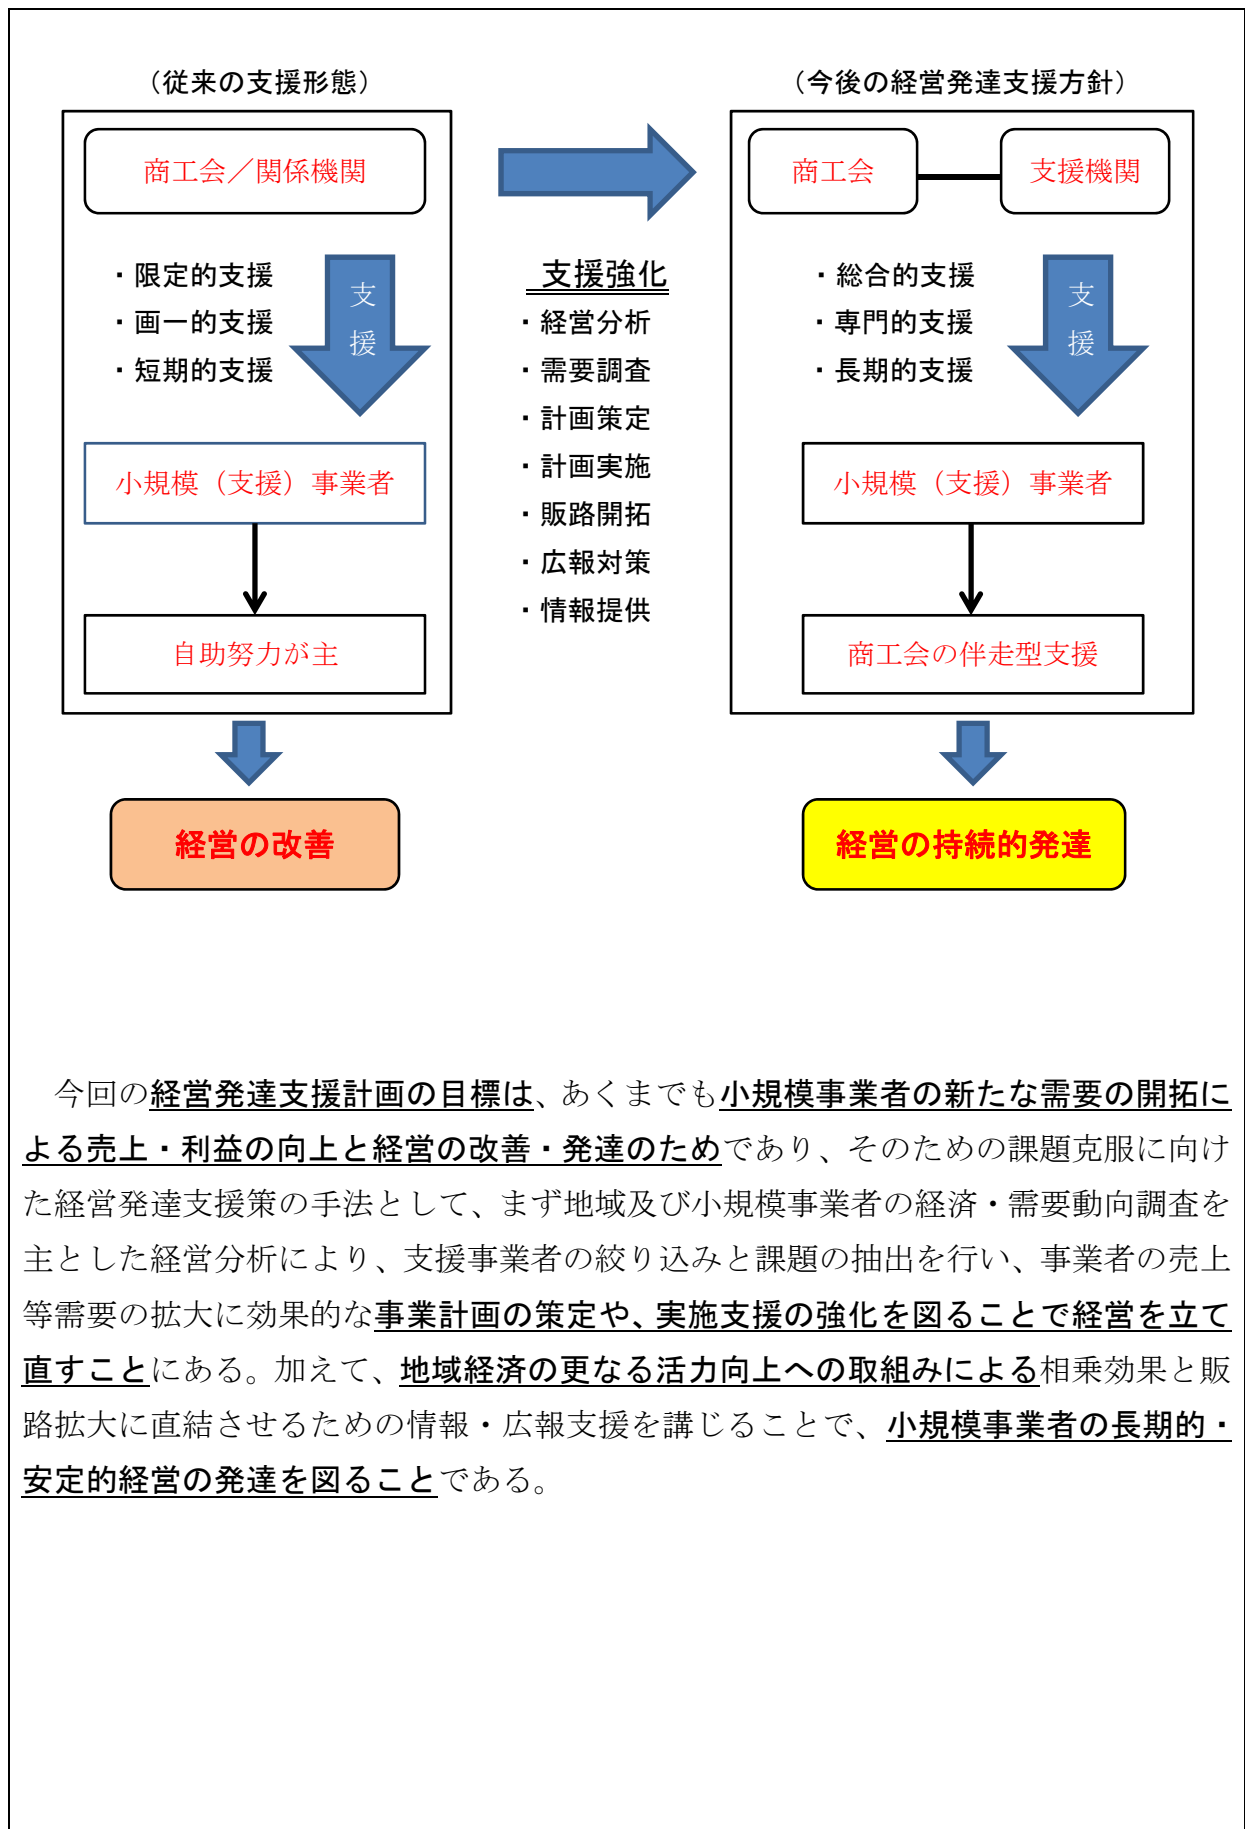 （従来の支援形態）
商工会／関係機関
・限定的支援
・画一的支援
・短期的支援
支
援
小規模（支援）事業者
自助努力が主
経営の改善
支援強化
・経営分析
・需要調査
・計画策定
・計画実施
・販路開拓
・広報対策
・情報提供
（今後の経営発達支援方針）
商工会
支援機関
・総合的支援
・専門的支援
・長期的支援
支
援
小規模（支援）事業者
商工会の伴走型支援
経営の持続的発達
今回の経営発達支援計画の目標は、あくまでも小規模事業者の新たな需要の開拓に
よる売上・利益の向上と経営の改善・発達のためであり、そのための課題克服に向け
た経営発達支援策の手法として、まず地域及び小規模事業者の経済・需要動向調査を
主とした経営分析により、支援事業者の絞り込みと課題の抽出を行い、事業者の売上
等需要の拡大に効果的な事業計画の策定や、実施支援の強化を図ることで経営を立て
直すことにある。加えて、地域経済の更なる活力向上への取組みによる相乗効果と販
路拡大に直結させるための情報・広報支援を講じることで、小規模事業者の長期的・
安定的経営の発達を図ることである。